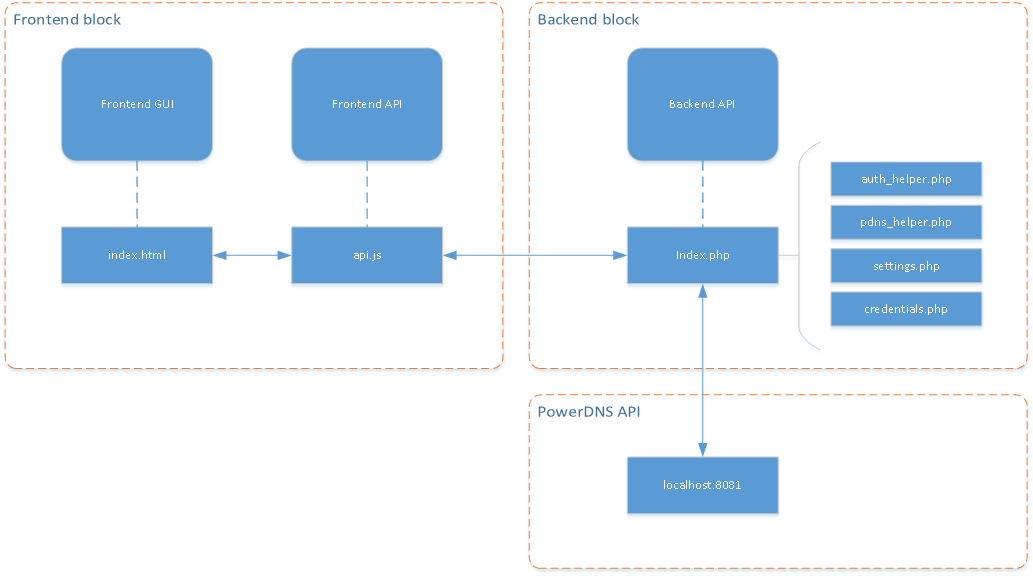 Frontend block
Backend block
Frontend GUI
Frontend API
Backend API
auth_helper.php
pdns_helper.php
index.html
api.js
Index.php
settings.php
credentials.php
PowerDNS API
localhost:8081